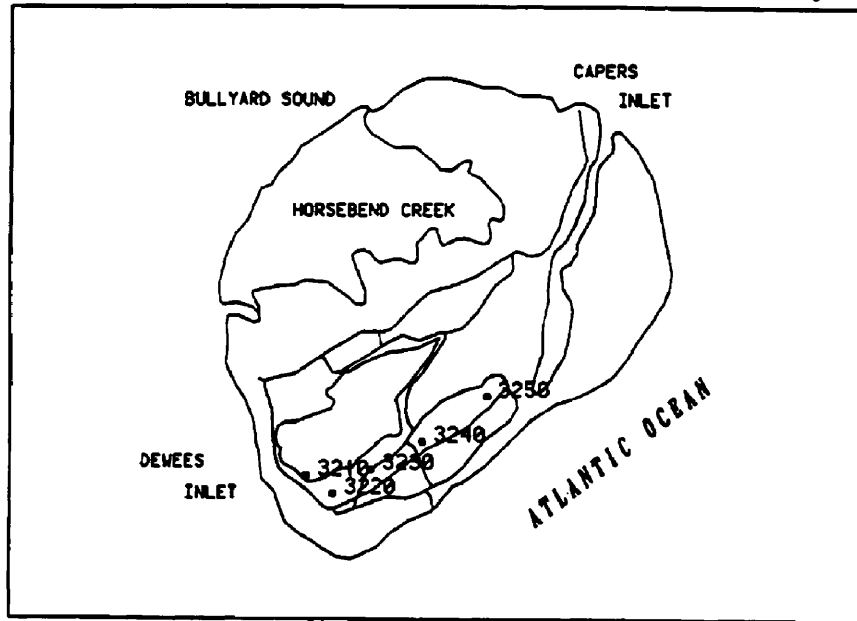 CAPERS
INLET
BULLYARD SOUND
HORSEBEND CREEK
3250
3240
DEWEES
INLET
3210
3230
3220
ATLANTIC OCEAN